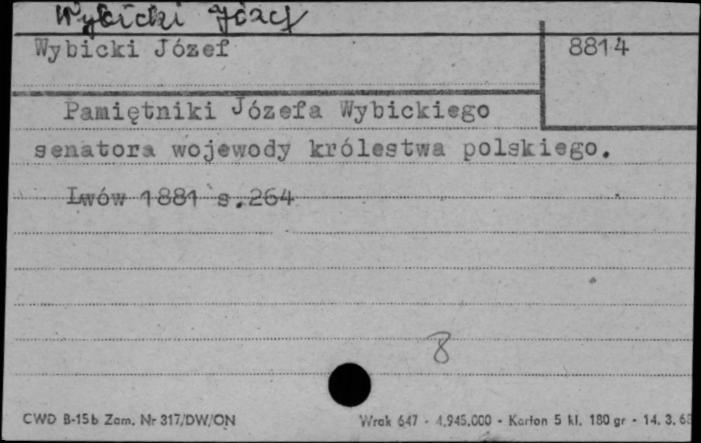 Wybicki Józef
Wybicki Józef
8814
Pamiętniki Józefa Wybickiego
senatora wojewody królestwa polskiego.
Lwów 1881 s.264
8
CWD B-15b Zam. Nr 317/DW/ON
Wrak 647 - 4.945.000 - Karton 5 kl. 180 gr - 14. 3. 6